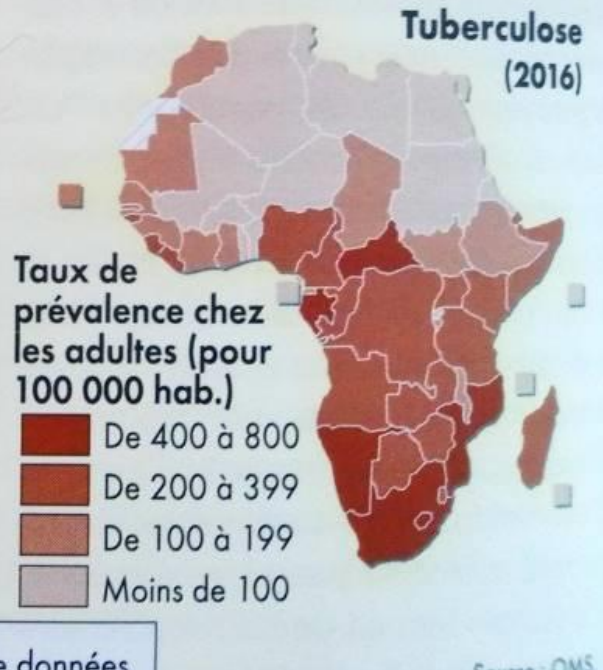 Tuberculose
(2016)
Taux de
prévalence chez
les adultes (pour
100 000 hab.)
De 400 à 800
De 200 à 399
De 100 à 199
Moins de 100
données
OMS